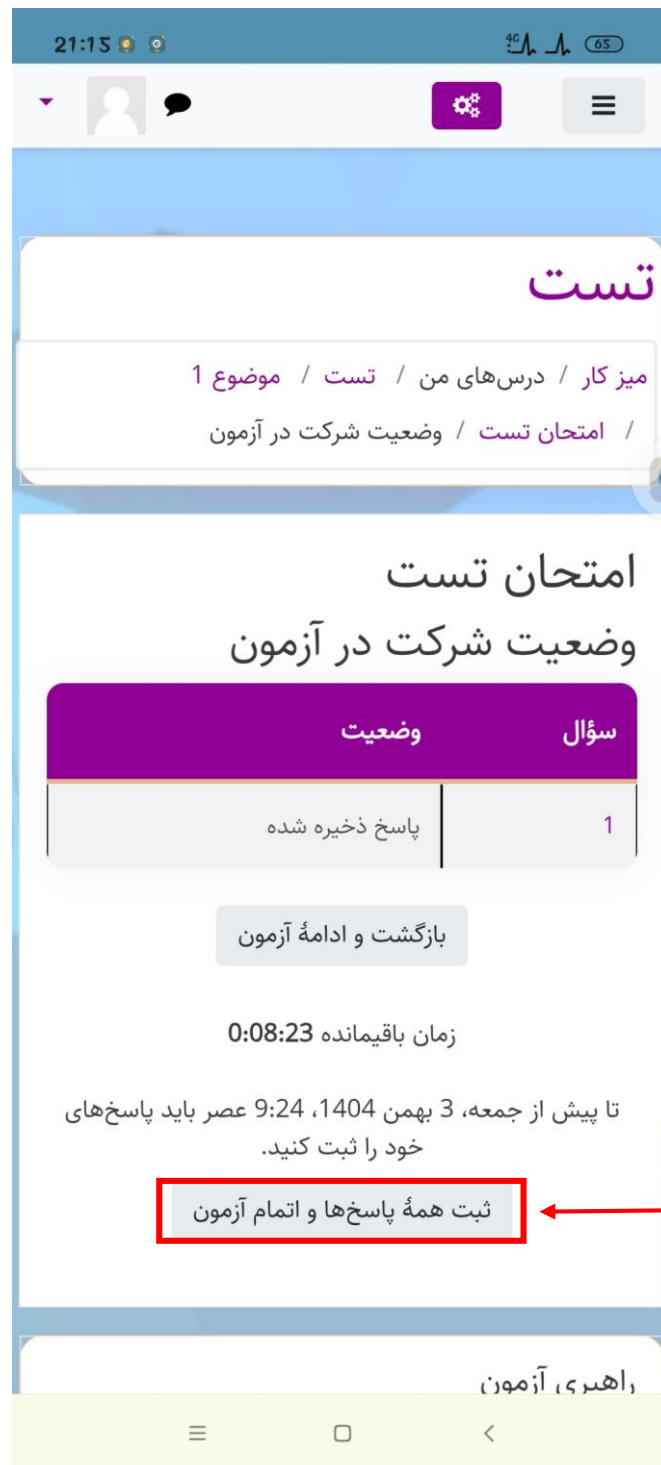 21:15 4G 65
تست
میز کار / درس‌های من / تست / موضوع 1
/ امتحان تست / وضعیت شرکت در آزمون
امتحان تست
وضعیت شرکت در آزمون
سؤال وضعیت
1 پاسخ ذخیره شده
بازگشت و ادامهٔ آزمون
زمان باقیمانده 0:08:23
تا پیش از جمعه، 3 بهمن 1404، 9:24 عصر باید پاسخ‌های
خود را ثبت کنید.
ثبت همهٔ پاسخ‌ها و اتمام آزمون
راهبری آزمون